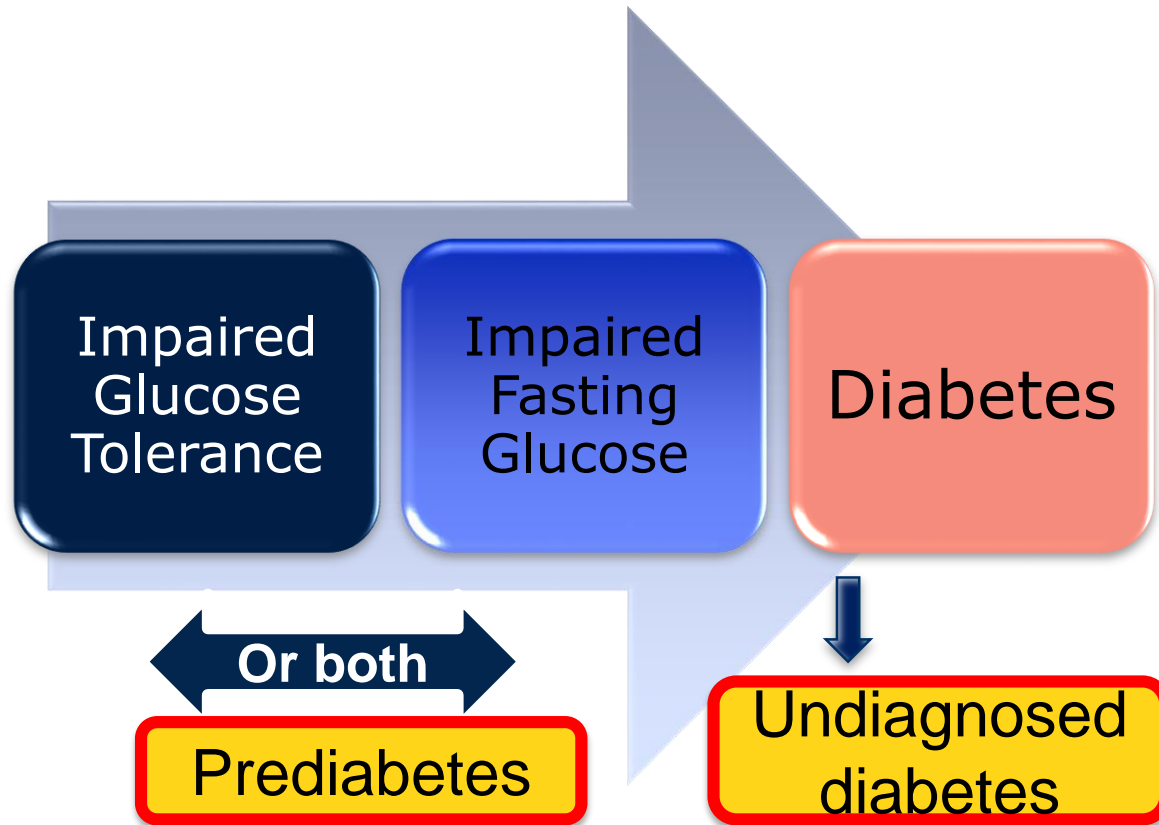 Impaired
Glucose
Tolerance
Impaired
Fasting
Glucose
Diabetes
Or both
Prediabetes
Undiagnosed
diabetes